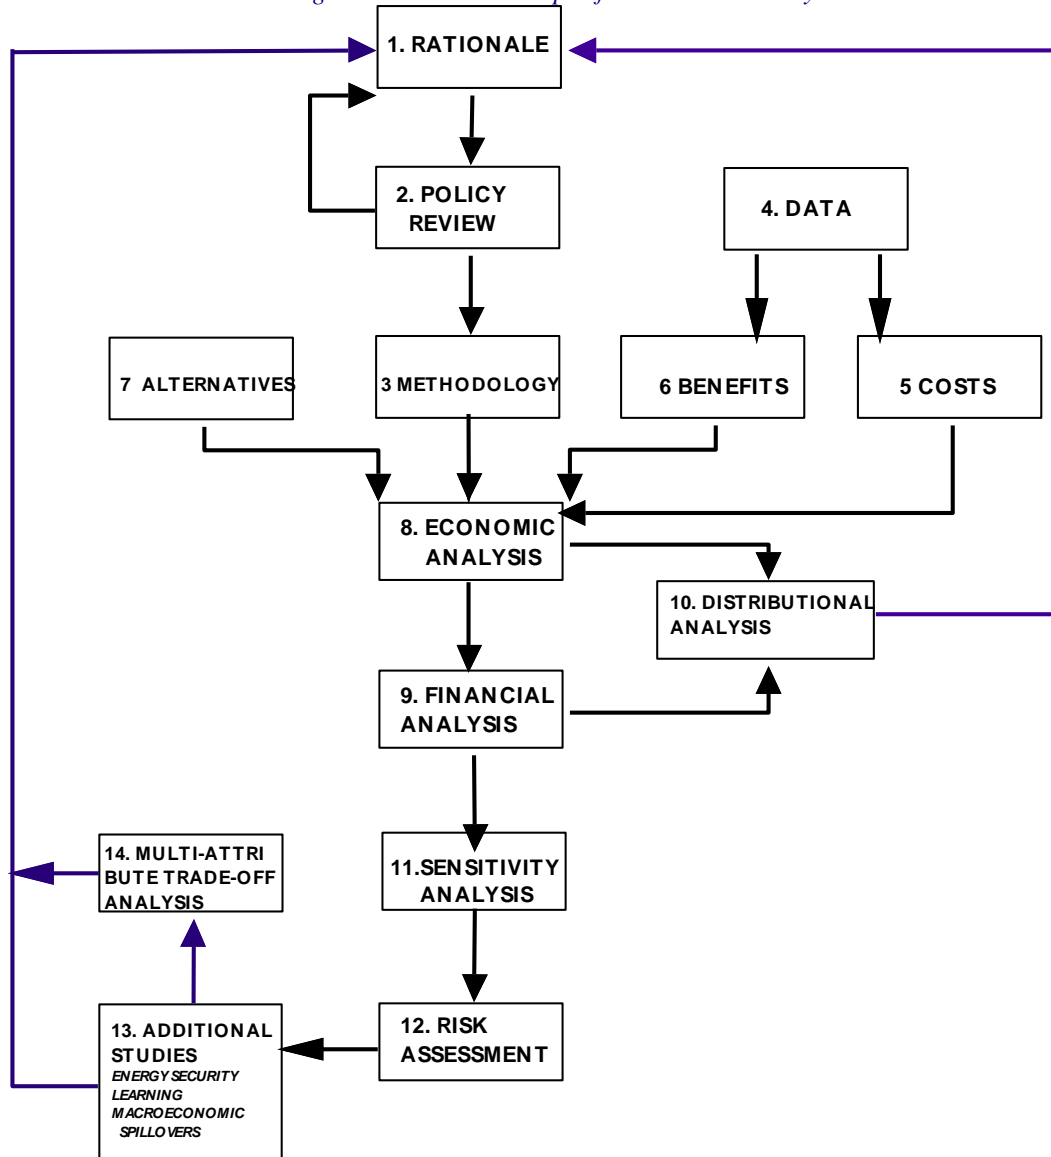 1. RATIONALE
2. POLICY
REVIEW
4. DATA
7 ALTERNATIVES
3 METHODOLOGY
6 BENEFITS
5 COSTS
8. ECONOMIC
ANALYSIS
10. DISTRIBUTIONAL
ANALYSIS
9. FINANCIAL
ANALYSIS
14. MULTI-ATTRI
BUTE TRADE-OFF
ANALYSIS
11.SENSITIVITY
ANALYSIS
13. ADDITIONAL
STUDIES
ENERGY SECURITY
LEARNING
MACROECONOMIC
SPILLOVERS
12. RISK
ASSESSMENT